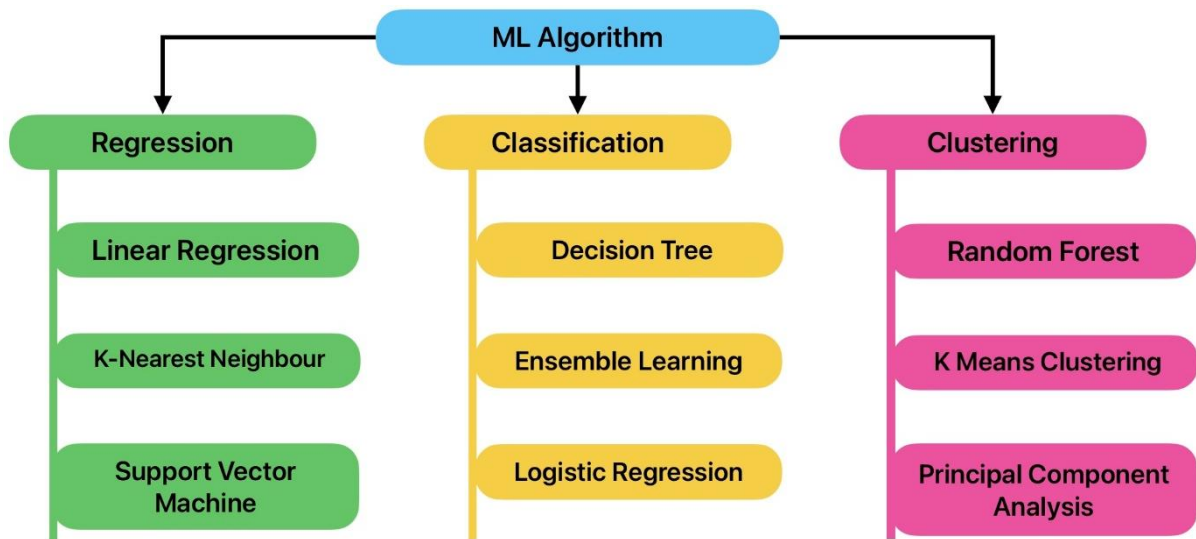 ML Algorithm
Regression
Classification
Clustering
Linear Regression
Decision Tree
Random Forest
K-Nearest Neighbour
Ensemble Learning
K Means Clustering
Support Vector
Machine
Logistic Regression
Principal Component
Analysis